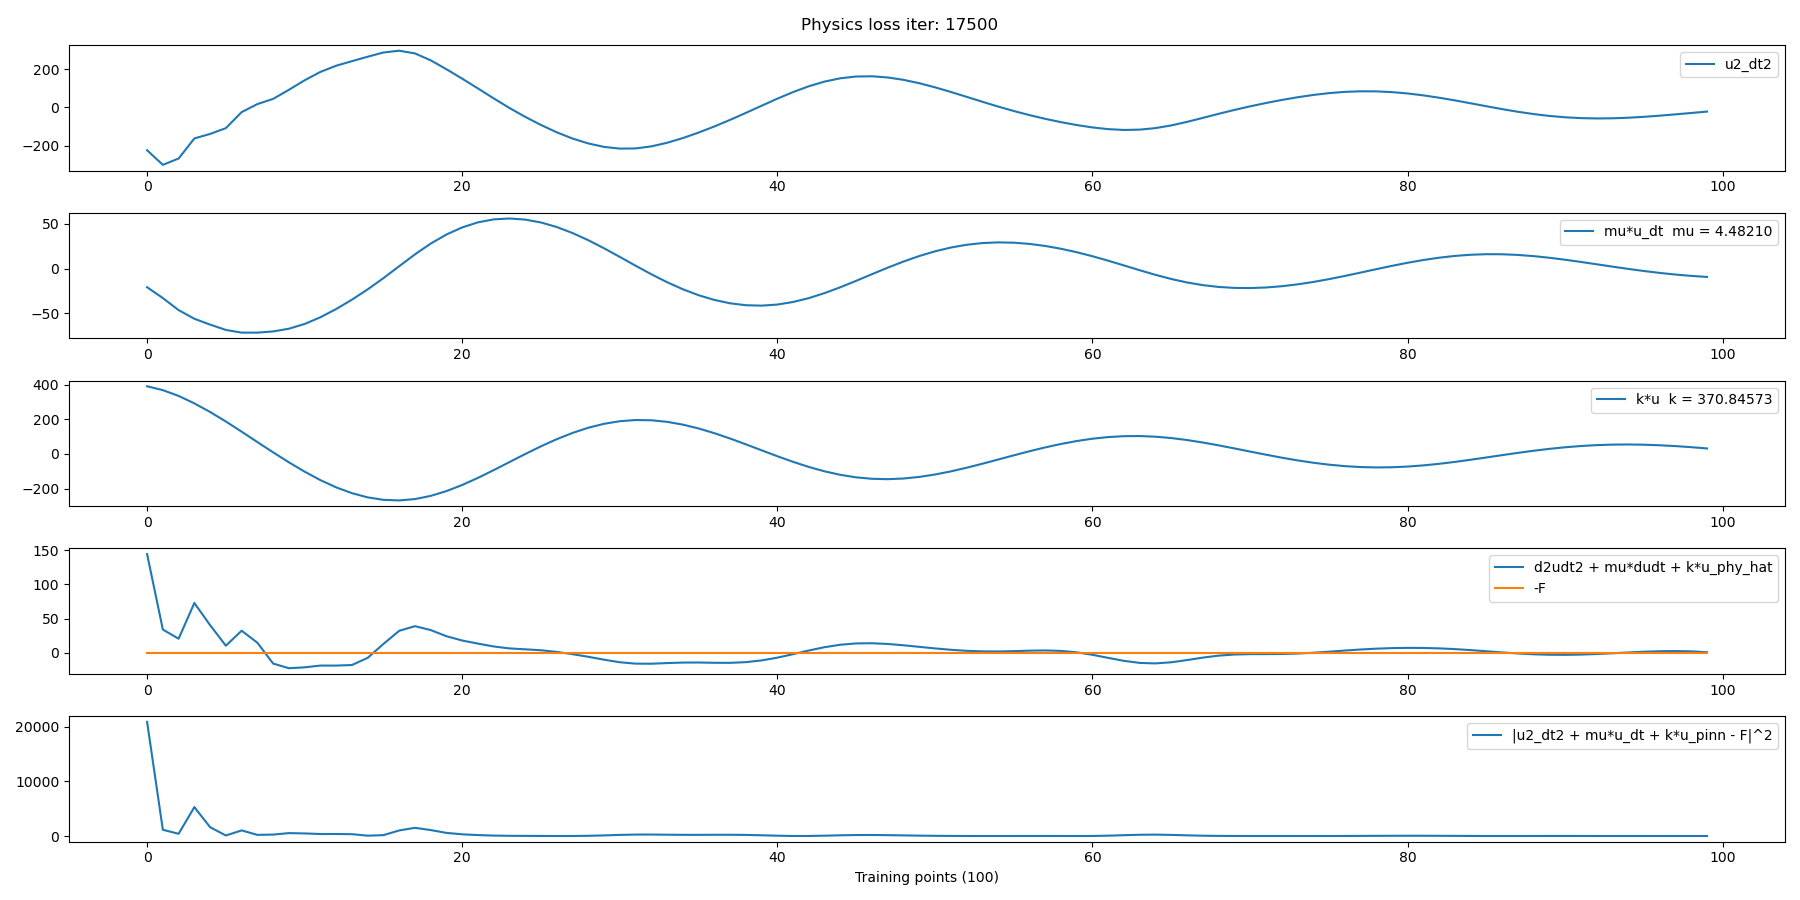 Physics loss iter: 17500
200
0
−200
u2_dt2
0 20 40 60 80 100
50
0
−50
mu*u_dt  mu = 4.48210
0 20 40 60 80 100
400
200
0
−200
k*u  k = 370.84573
0 20 40 60 80 100
150
100
50
0
d2udt2 + mu*dudt + k*u_phy_hat
-F
0 20 40 60 80 100
20000
10000
0
|u2_dt2 + mu*u_dt + k*u_pinn - F|^2
0 20 40 60 80 100
Training points (100)